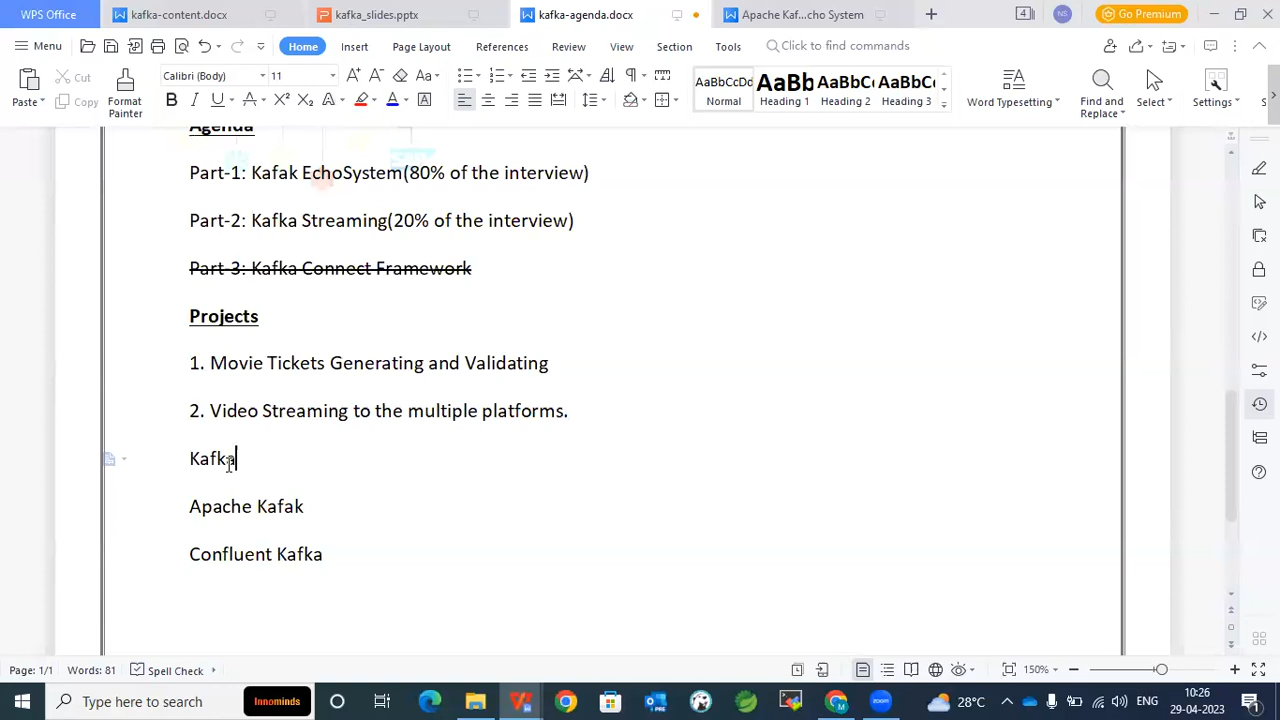 WPS Office
kafka-content.docx
kafka_slides.pptx
kafka-agenda.docx
Apache Kaf...cho System
4
NS
Go Premium
Menu
Home
Insert
Page Layout
References
Review
View
Section
Tools
Click to find commands
Paste
Cut
Copy
Format Painter
Calibri (Body)
11
AaBbCcDd
Normal
AaBb
Heading 1
AaBbC
Heading 2
AaBbC
Heading 3
Word Typesetting
Find and Replace
Select
Settings
Agenda
Part-1: Kafak EchoSystem(80% of the interview)
Part-2: Kafka Streaming(20% of the interview)
Part-3: Kafka Connect Framework
Projects
1. Movie Tickets Generating and Validating
2. Video Streaming to the multiple platforms.
Kafka
Apache Kafak
Confluent Kafka
Page: 1/1
Words: 81
Spell Check
150%
Type here to search
Innominds
28°C
ENG
10:26
29-04-2023
1